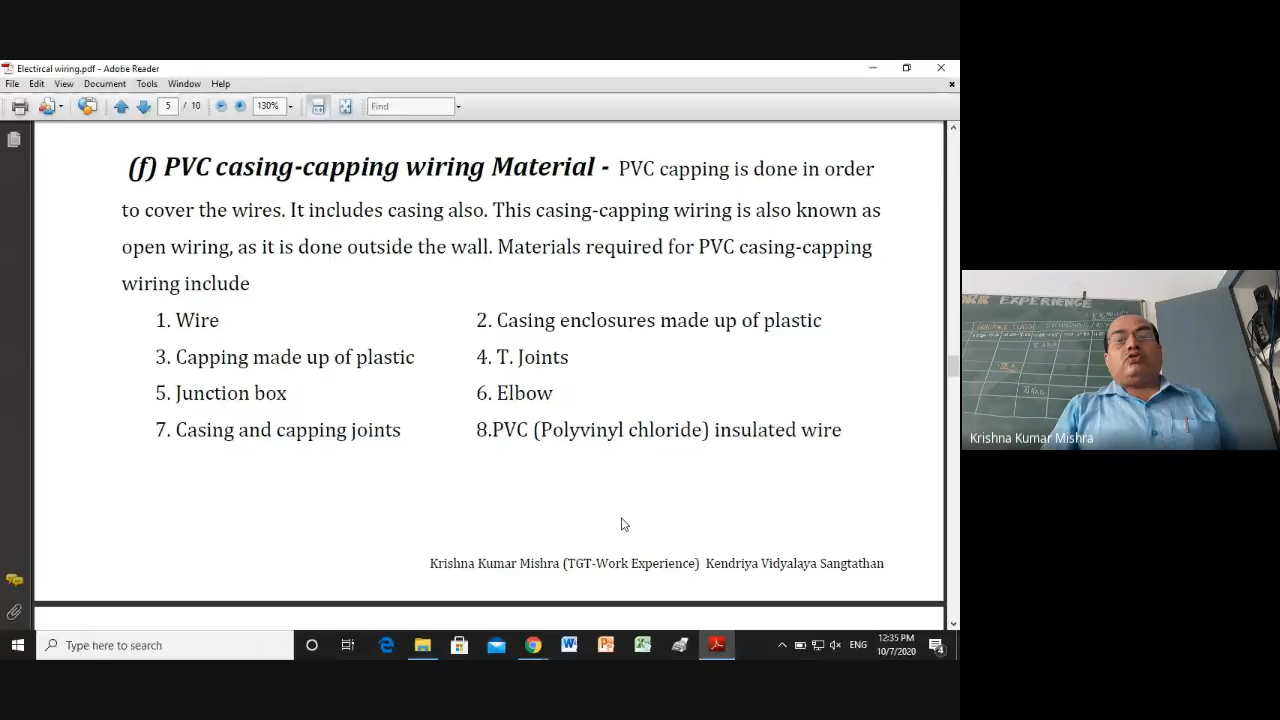 Electircal wiring.pdf - Adobe Reader
File Edit View Document Tools Window Help
5 / 10 130% Find
(f) PVC casing-capping wiring Material - PVC capping is done in order
to cover the wires. It includes casing also. This casing-capping wiring is also known as
open wiring, as it is done outside the wall. Materials required for PVC casing-capping
wiring include
1. Wire 2. Casing enclosures made up of plastic
3. Capping made up of plastic 4. T. Joints
5. Junction box 6. Elbow
7. Casing and capping joints 8.PVC (Polyvinyl chloride) insulated wire
Krishna Kumar Mishra (TGT-Work Experience) Kendriya Vidyalaya Sangtathan
Type here to search
ENG
12:35 PM
10/7/2020
4
ORK EXPERIENCE
Krishna Kumar Mishra